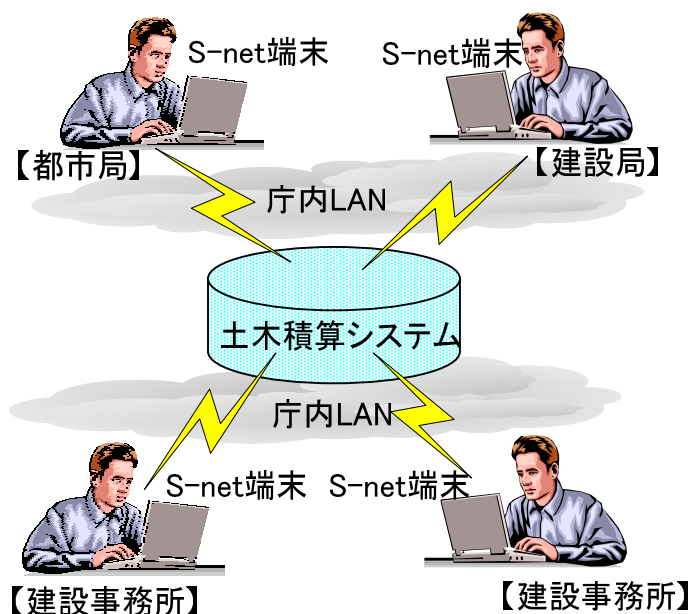 S-net端末
S-net端末
【都市局】
【建設局】
庁内LAN
土木積算システム
庁内LAN
S-net端末
S-net端末
【建設事務所】
【建設事務所】